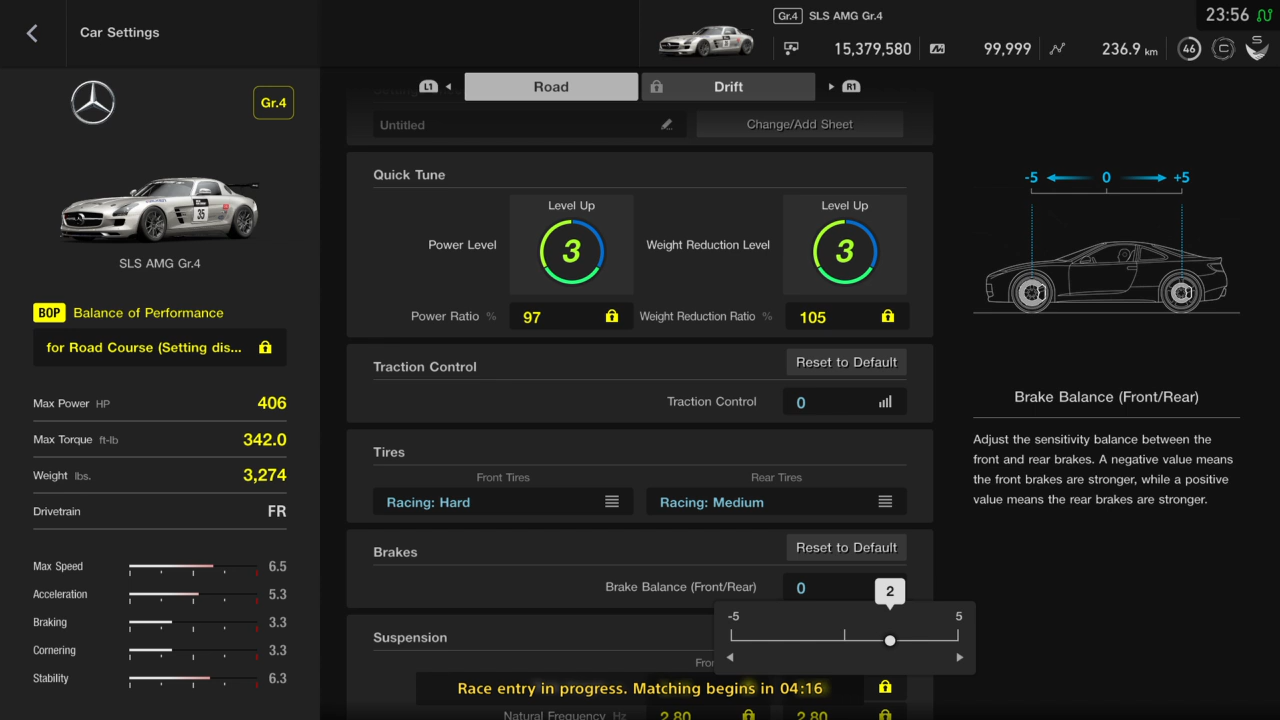 Car Settings
Gr.4 SLS AMG Gr.4
23:56
15,379,580 99,999 236.9 km 46 C S
L1 Road Drift R1
Gr.4
Untitled Change/Add Sheet
Quick Tune
Level Up Level Up
Power Level 3 Weight Reduction Level 3
Power Ratio % 97 Weight Reduction Ratio % 105
35
SLS AMG Gr.4
BOP Balance of Performance
for Road Course (Setting dis...
Max Power HP 406
Max Torque ft-lb 342.0
Weight lbs. 3,274
Drivetrain FR
Max Speed 6.5
Acceleration 5.3
Braking 3.3
Cornering 3.3
Stability 6.3
Traction Control Reset to Default
Traction Control 0
Tires
Front Tires Rear Tires
Racing: Hard Racing: Medium
Brakes Reset to Default
Brake Balance (Front/Rear) 0
2
-5 5
Suspension
Fro
Race entry in progress. Matching begins in 04:16
Natural Frequency Hz 2.80 2.80
-5 0 +5
Brake Balance (Front/Rear)
Adjust the sensitivity balance between the
front and rear brakes. A negative value means
the front brakes are stronger, while a positive
value means the rear brakes are stronger.